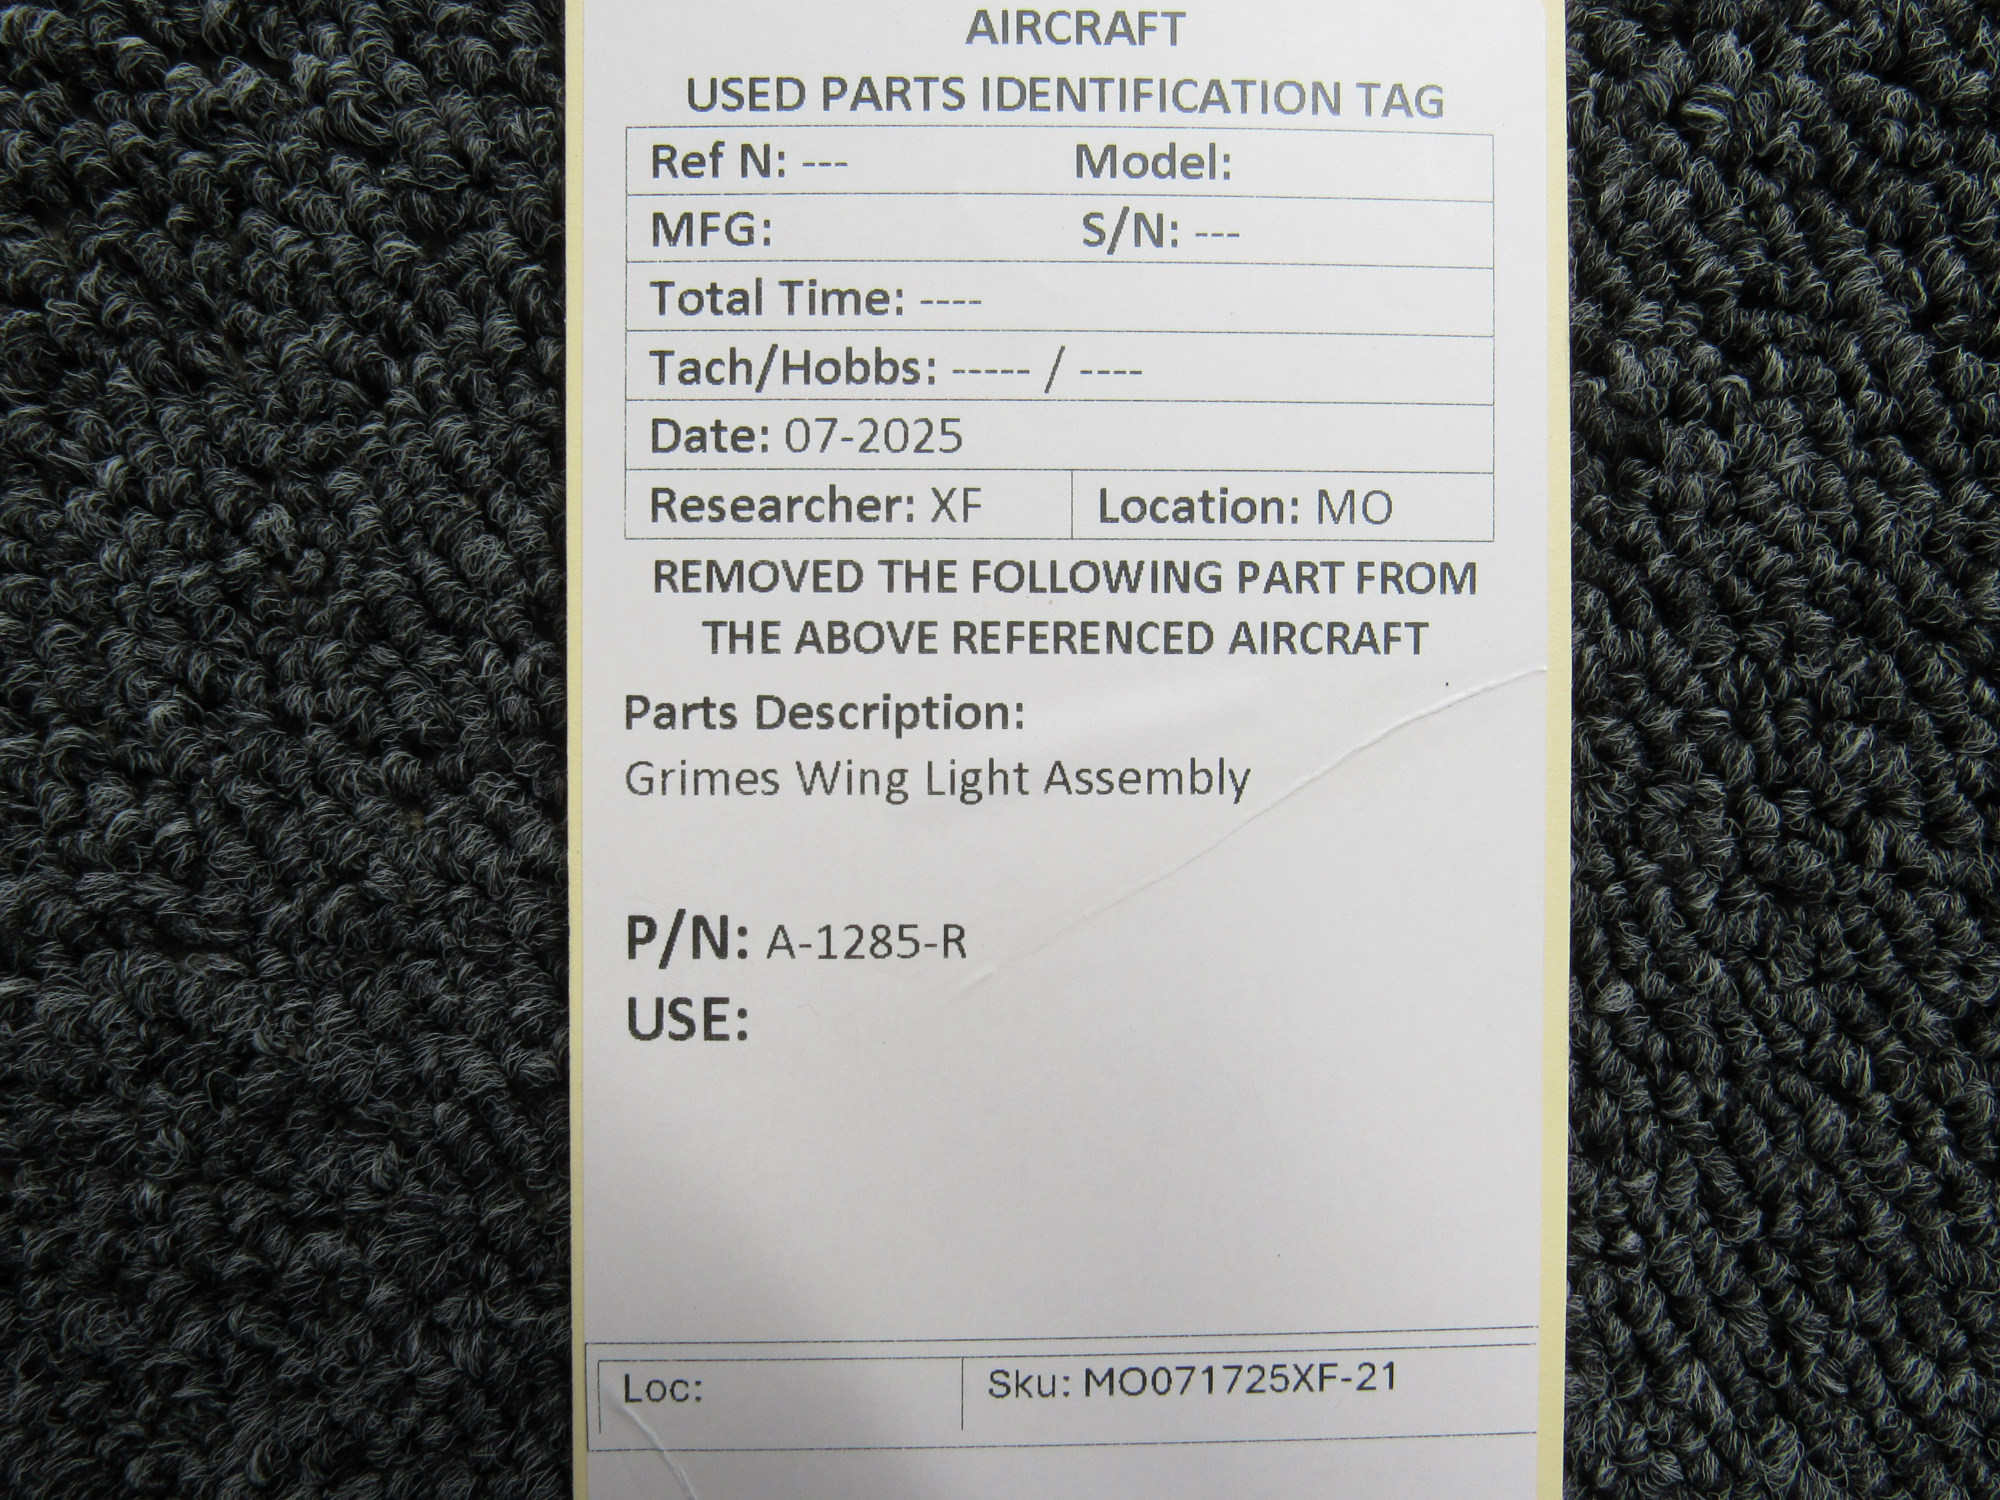 AIRCRAFT
USED PARTS IDENTIFICATION TAG
Ref N: --- Model:
MFG: S/N: ---
Total Time: ----
Tach/Hobbs: ----- / ----
Date: 07-2025
Researcher: XF Location: MO
REMOVED THE FOLLOWING PART FROM
THE ABOVE REFERENCED AIRCRAFT
Parts Description:
Grimes Wing Light Assembly
P/N: A-1285-R
USE:
Loc: Sku: MO071725XF-21